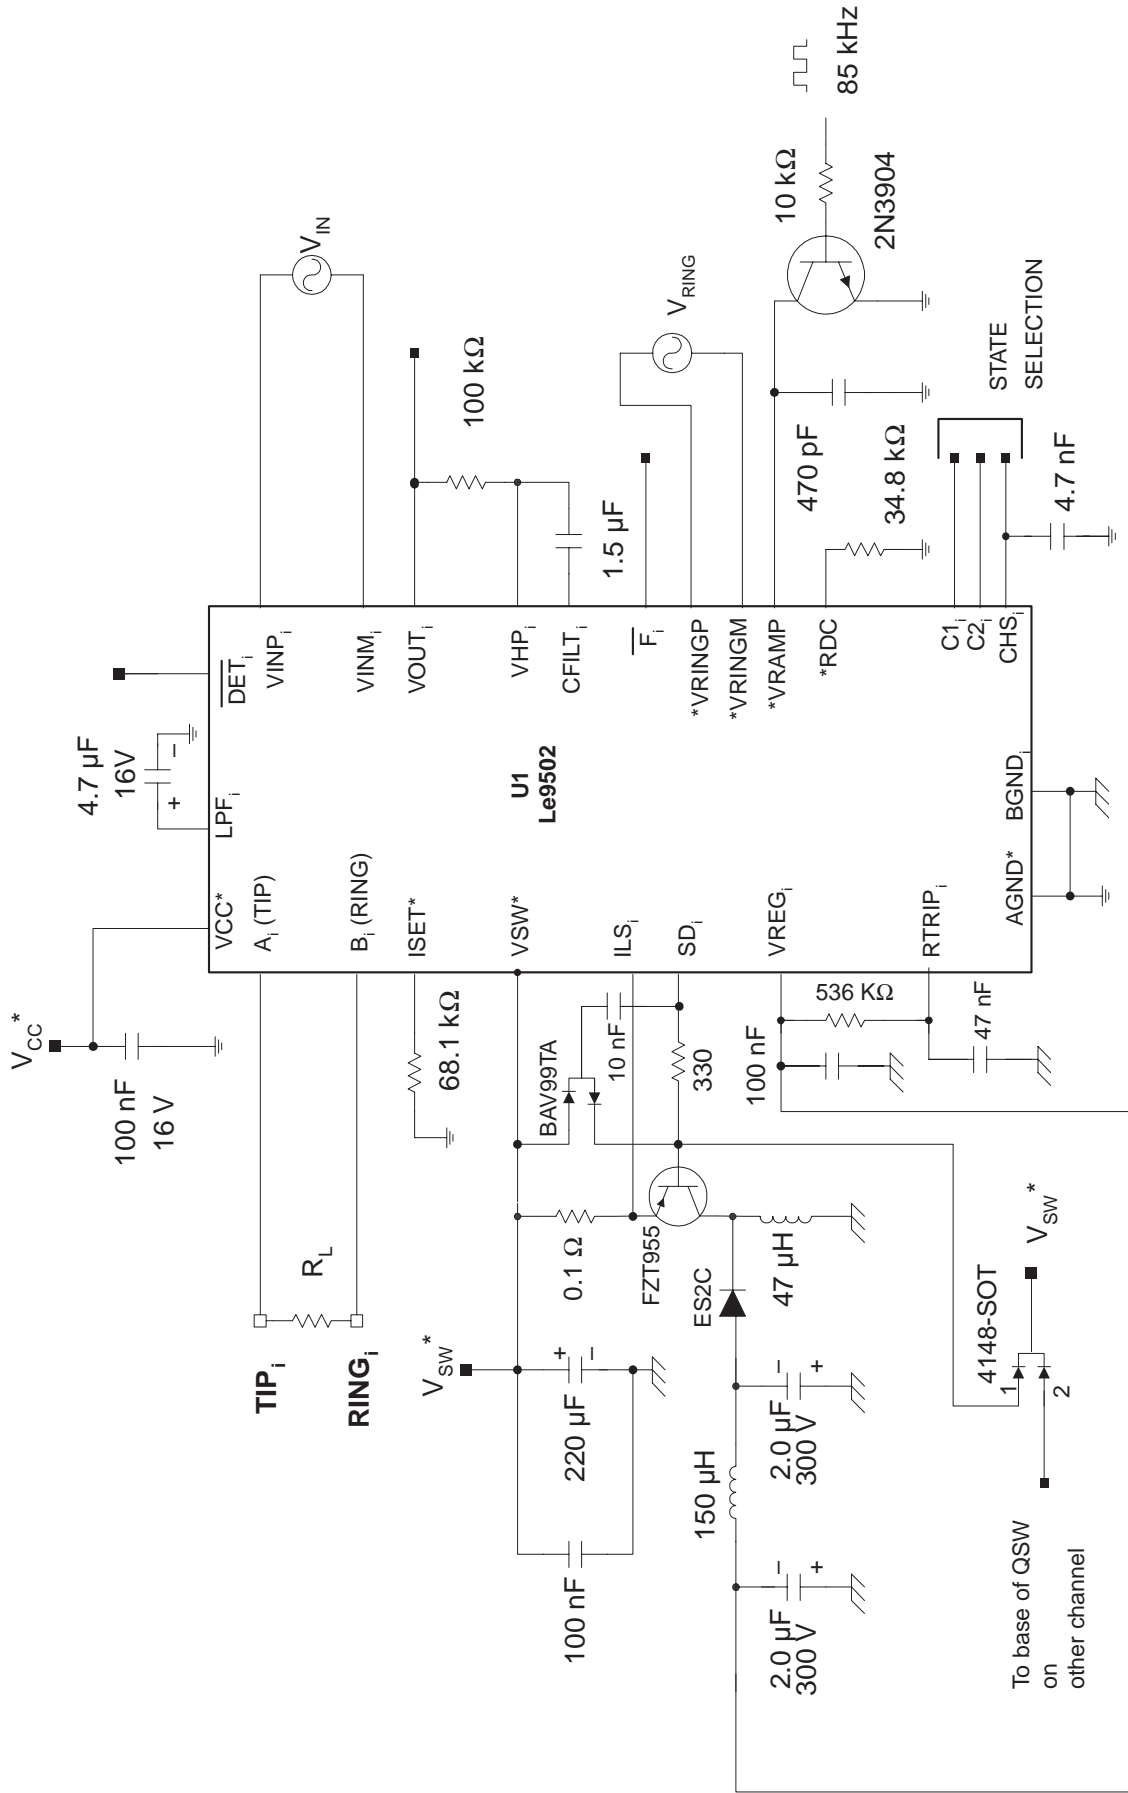 V_CC*
100 nF
16 V
4.7 µF
16V
+
−
VCC*
LPF_i
DET_i
A_i (TIP)
B_i (RING)
ISET*
VSW*
ILS_i
SD_i
VREG_i
RTRIP_i
AGND*
BGND_i
U1
Le9502
VINP_i
VINM_i
VOUT_i
VHP_i
CFILT_i
F_i
*VRINGP_i
*VRINGM_i
*VRAMP
*RDC
C1_i
C2_i
CHS_i
V_IN
100 kΩ
1.5 µF
V_RING
10 kΩ
85 kHz
2N3904
470 pF
34.8 kΩ
STATE
SELECTION
4.7 nF
TIP_i
R_L
RING_i
68.1 kΩ
V_SW*
+
−
220 µF
100 nF
0.1 Ω
BAV99TA
10 nF
330
FZT955
ES2C
47 µH
150 µH
−
+
2.0 µF
300 V
−
+
2.0 µF
300 V
100 nF
536 KΩ
47 nF
4148-SOT
1
2
V_SW*
To base of QSW
on
other channel